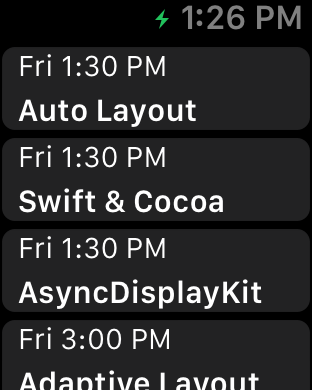 1:26 PM
Fri 1:30 PM
Auto Layout
Fri 1:30 PM
Swift & Cocoa
Fri 1:30 PM
AsyncDisplayKit
Fri 3:00 PM
Adaptive Layout